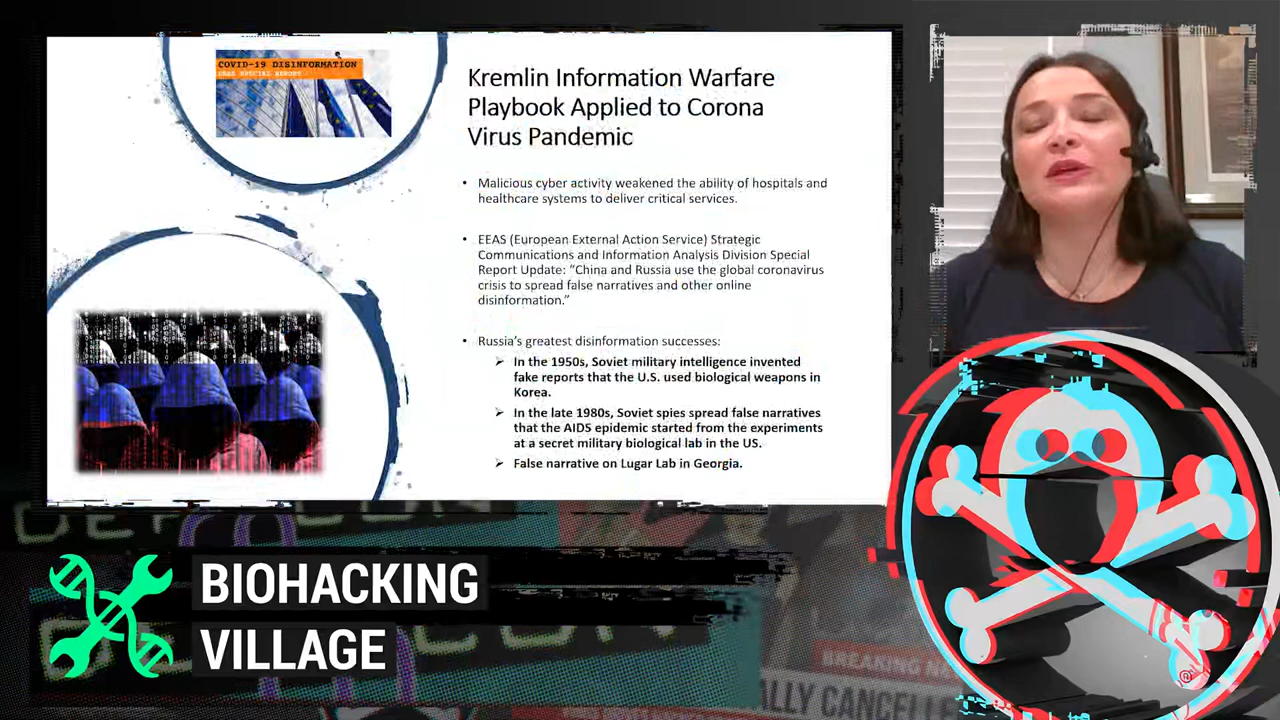 COVID-19 DISINFORMATION
EEAS SPECIAL REPORT
Kremlin Information Warfare
Playbook Applied to Corona
Virus Pandemic
• Malicious cyber activity weakened the ability of hospitals and
healthcare systems to deliver critical services.
• EEAS (European External Action Service) Strategic
Communications and Information Analysis Division Special
Report Update: “China and Russia use the global coronavirus
crisis to spread false narratives and other online
disinformation.”
• Russia’s greatest disinformation successes:
➢ In the 1950s, Soviet military intelligence invented
fake reports that the U.S. used biological weapons in
Korea.
➢ In the late 1980s, Soviet spies spread false narratives
that the AIDS epidemic started from the experiments
at a secret military biological lab in the US.
➢ False narrative on Lugar Lab in Georgia.
BIOHACKING
VILLAGE
BREAKING
ALLY CANCELLE
®